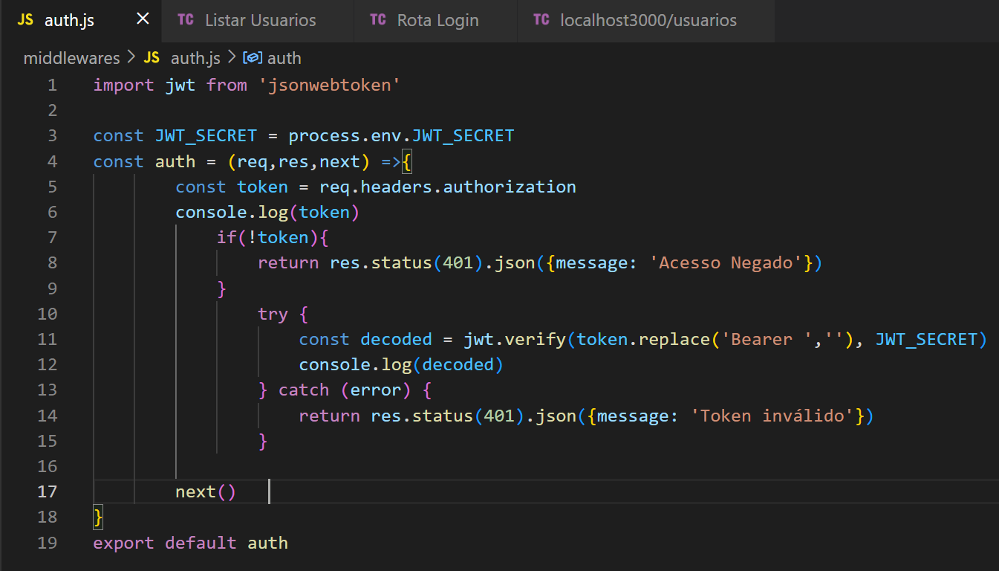 JS auth.js × TC Listar Usuarios TC Rota Login TC localhost3000/usuarios
middlewares > JS auth.js > auth
1 import jwt from 'jsonwebtoken'
2
3 const JWT_SECRET = process.env.JWT_SECRET
4 const auth = (req,res,next) =>{
5 const token = req.headers.authorization
6 console.log(token)
7 if(!token){
8 return res.status(401).json({message: 'Acesso Negado'})
9 }
10 try {
11 const decoded = jwt.verify(token.replace('Bearer ',''), JWT_SECRET)
12 console.log(decoded)
13 } catch (error) {
14 return res.status(401).json({message: 'Token inválido'})
15 }
16
17 next()
18 }
19 export default auth